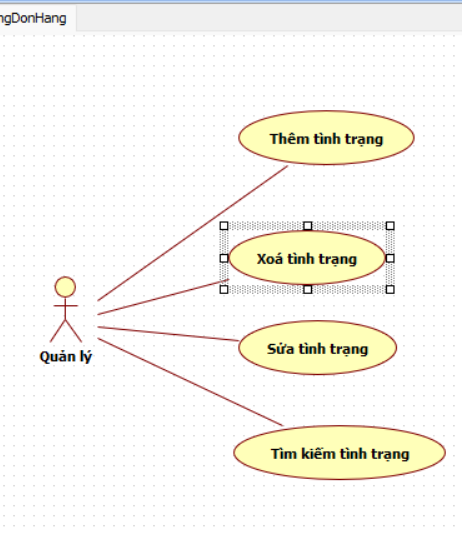 ngDonHang
Thêm tình trạng
Xoá tình trạng
Sửa tình trạng
Quản lý
Tìm kiếm tình trạng